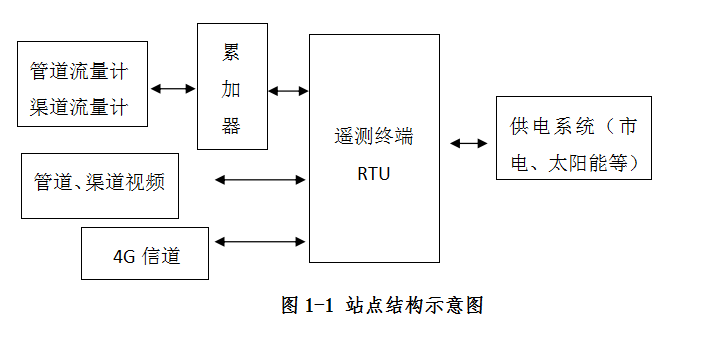 管道流量计
渠道流量计
累
加
器
遥测终端
RTU
供电系统（市
电、太阳能等）
管道、渠道视频
4G 信道
图 1-1 站点结构示意图